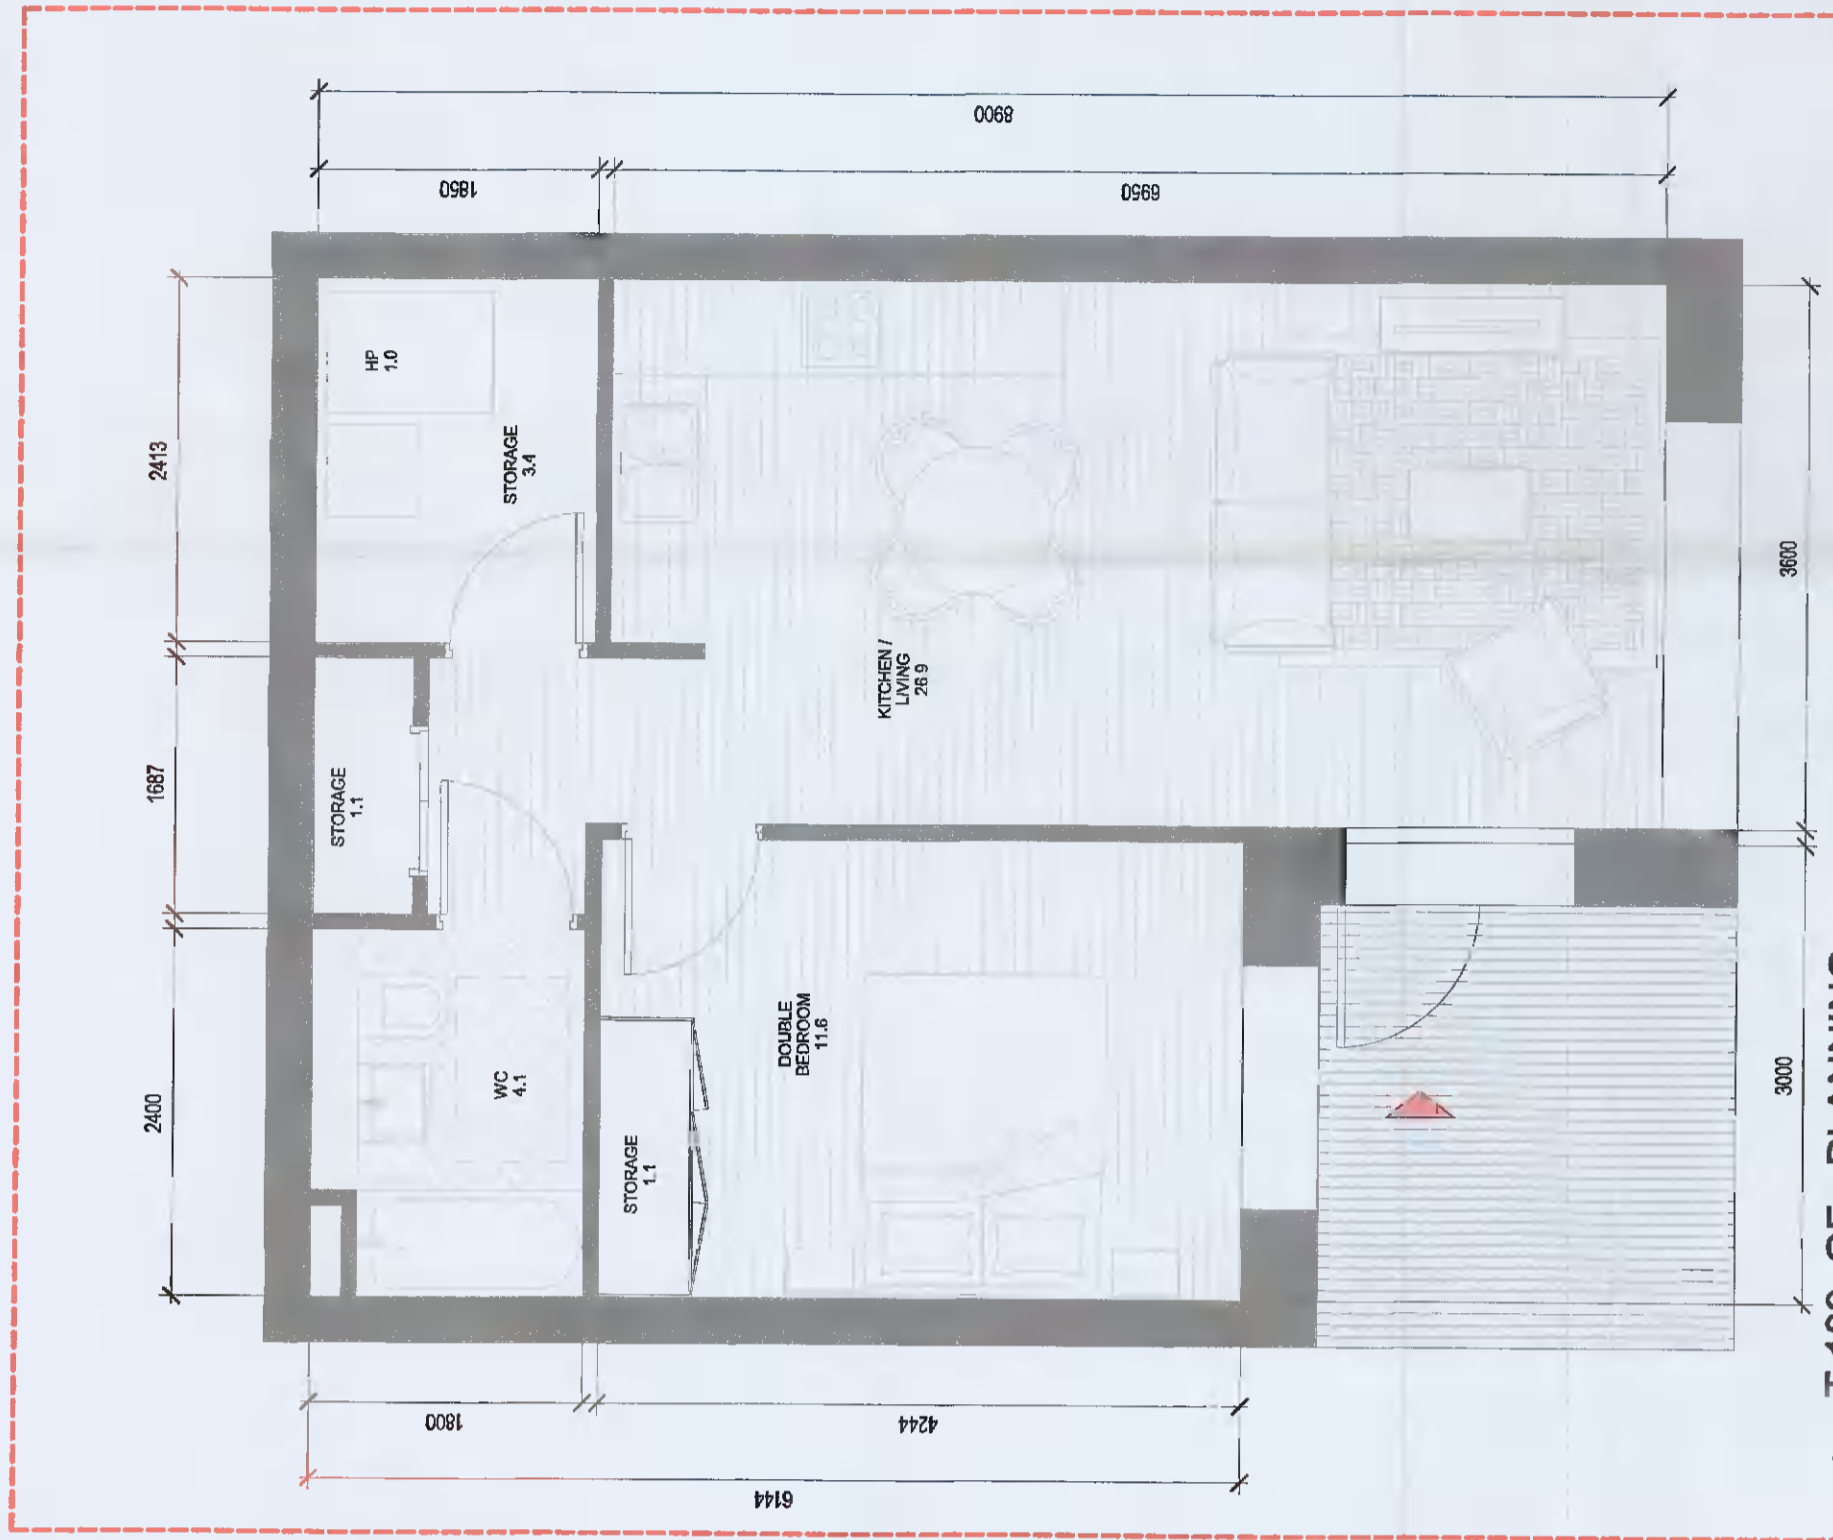 8900
1850
6950
2413
1687
2400
HP
1.0
STORAGE
3.4
STORAGE
1.1
KITCHEN /
LIVING
26.9
WC
4.1
STORAGE
1.1
DOUBLE
BEDROOM
11.6
3600
3000
1800
4244
6144
PLANNING